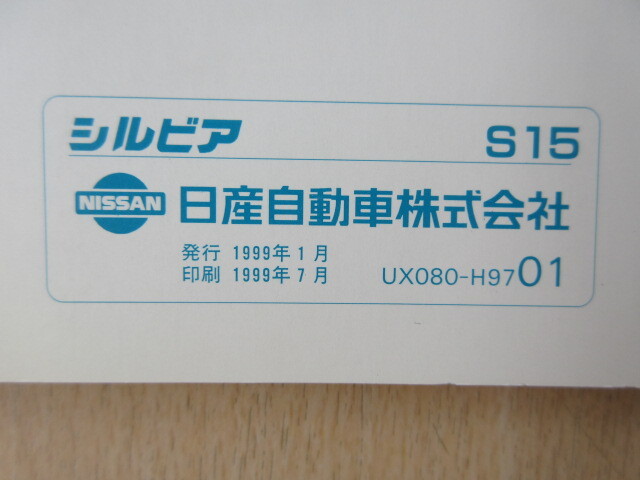 シルビア S15
NISSAN 日産自動車株式会社
発行 1999年1月
印刷 1999年7月 UX080-H9701